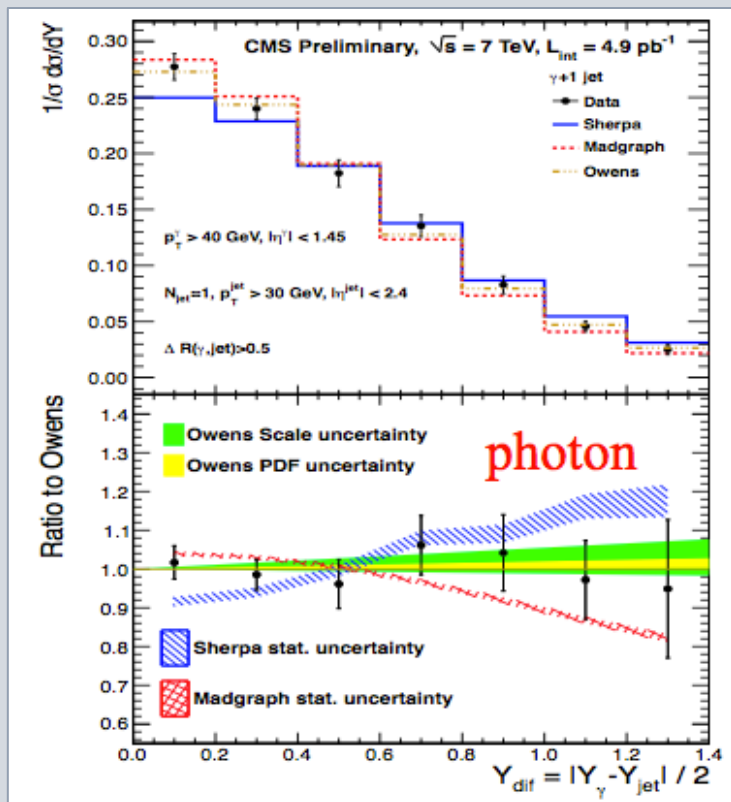 CMS Preliminary, √s = 7 TeV, L_int = 4.9 pb⁻¹
1/σ dσ/dY
0.30
0.25
0.20
0.15
0.10
0.05
0.00
γ+1 jet
Data
Sherpa
Madgraph
Owens
p_T^γ > 40 GeV, |η^γ| < 1.45
N_jet=1, p_T^jet > 30 GeV, |η^jet| < 2.4
Δ R(γ,jet)>0.5
Ratio to Owens
1.4
1.3
1.2
1.1
1.0
0.9
0.8
0.7
0.6
Owens Scale uncertainty
Owens PDF uncertainty
photon
Sherpa stat. uncertainty
Madgraph stat. uncertainty
0.0 0.2 0.4 0.6 0.8 1.0 1.2 1.4
Y_dif = |Y_γ-Y_jet| / 2